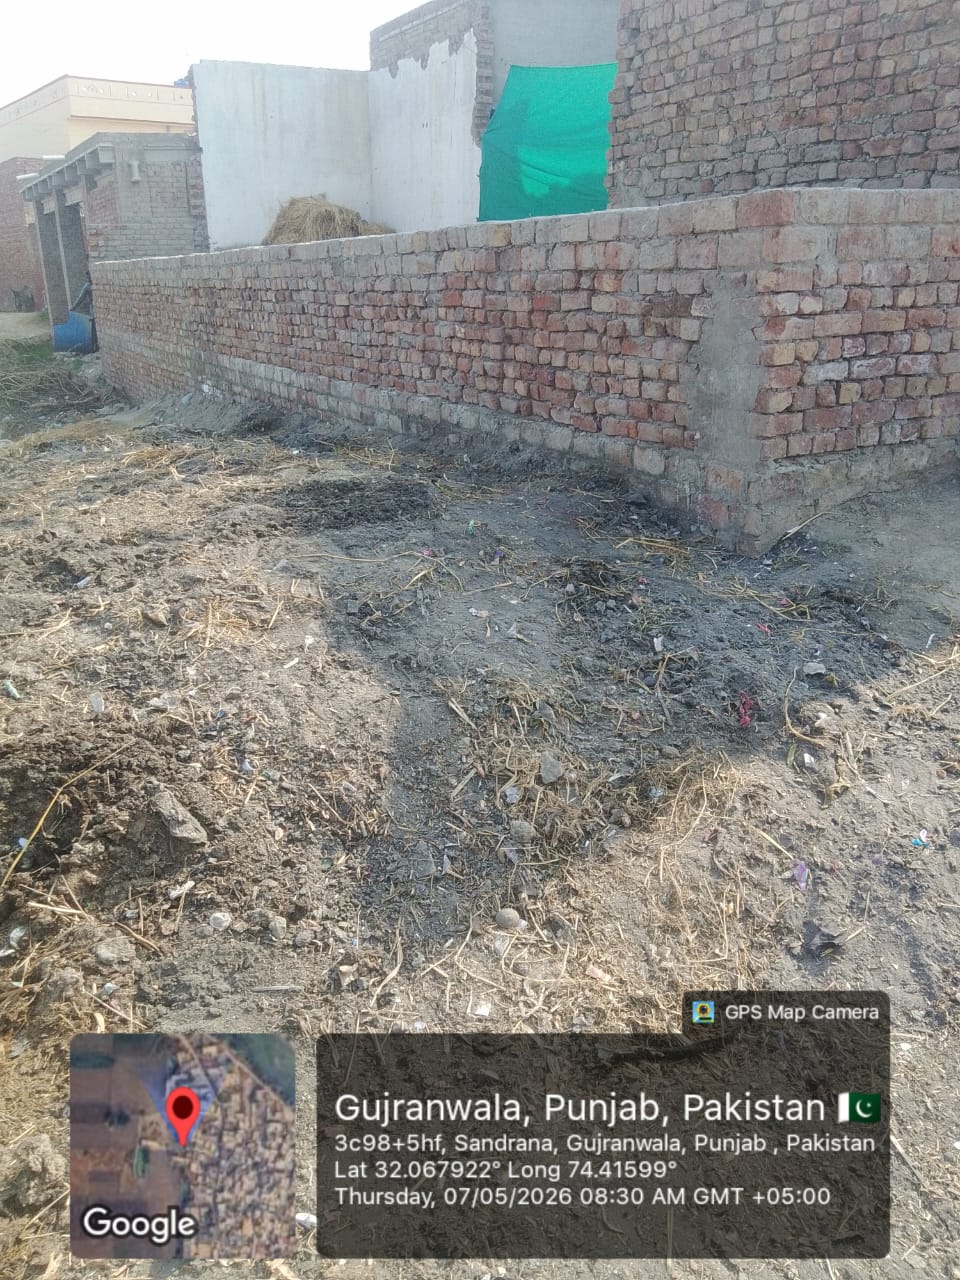 GPS Map Camera
Gujranwala, Punjab, Pakistan 🇵🇰
3c98+5hf, Sandrana, Gujranwala, Punjab , Pakistan
Lat 32.067922° Long 74.41599°
Thursday, 07/05/2026 08:30 AM GMT +05:00
Google